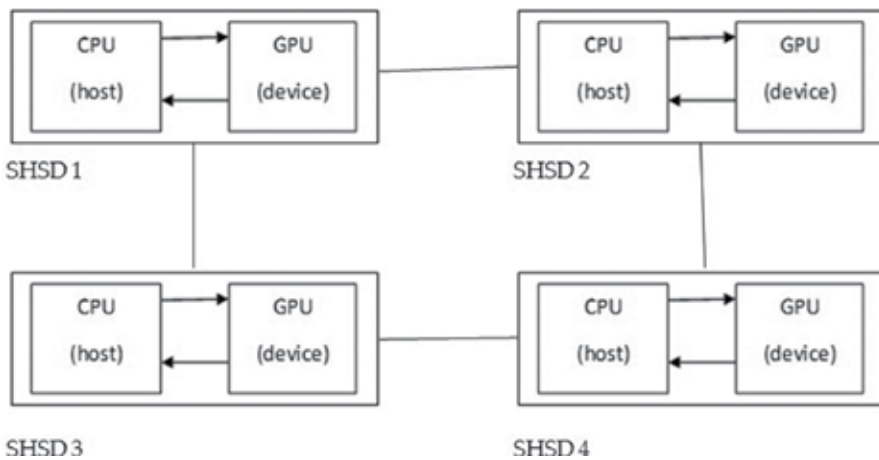 CPU
(host)
GPU
(device)
SHSD 1
CPU
(host)
GPU
(device)
SHSD 2
CPU
(host)
GPU
(device)
SHSD 3
CPU
(host)
GPU
(device)
SHSD 4